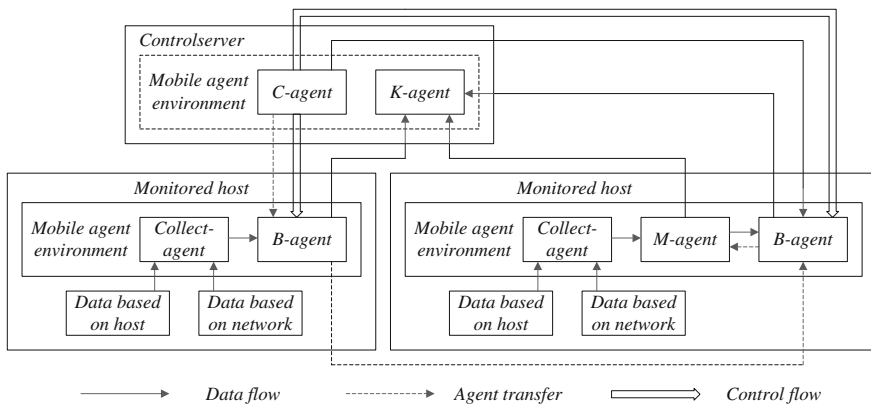 Controlserver
Mobile agent
environment
C-agent
K-agent
Monitored host
Mobile agent
environment
Collect-
agent
B-agent
Data based
on host
Data based
on network
Monitored host
Mobile agent
environment
Collect-
agent
M-agent
B-agent
Data based
on host
Data based
on network
Data flow
Agent transfer
Control flow